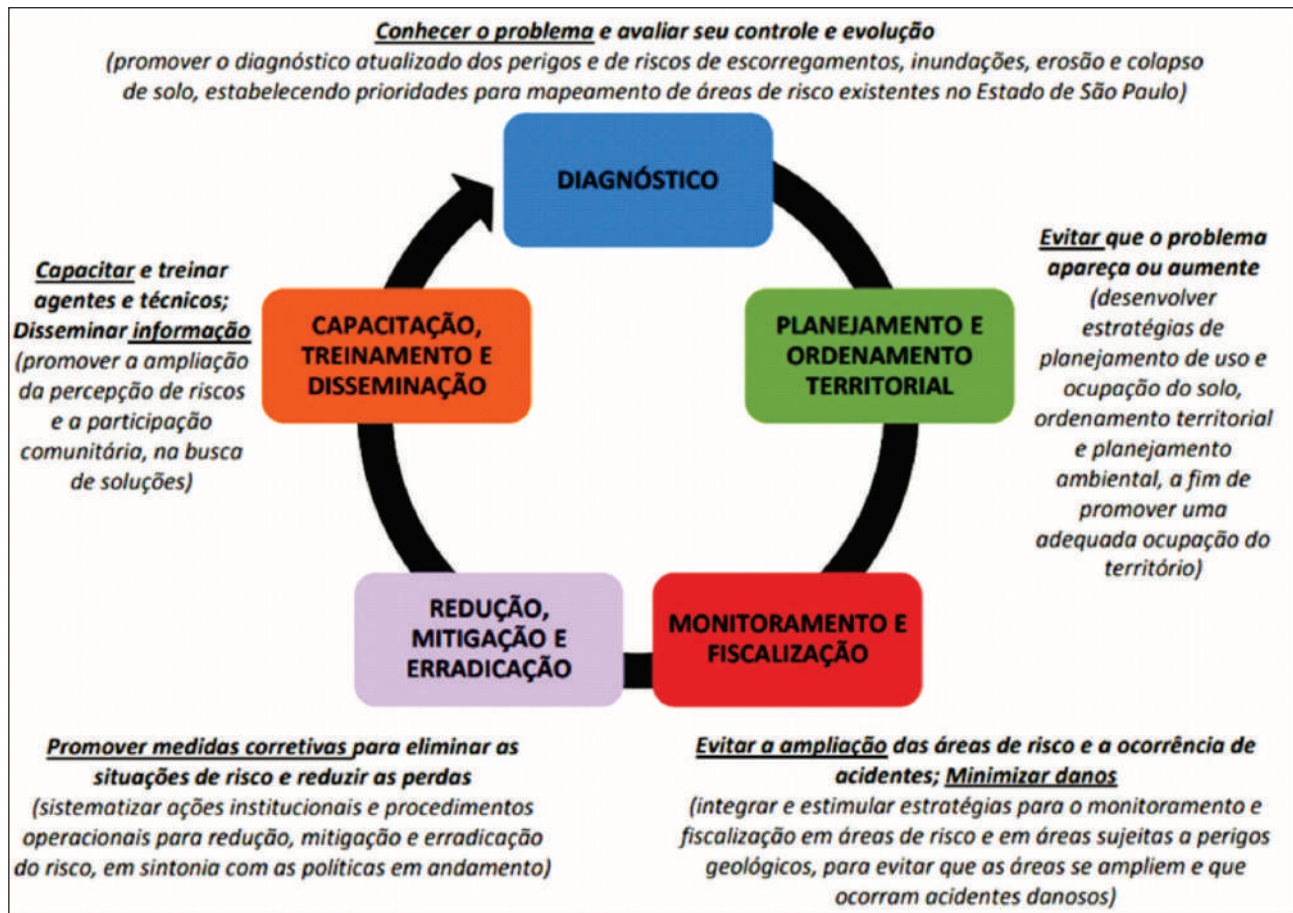 Conhecer o problema e avaliar seu controle e evolução
(promover o diagnóstico atualizado dos perigos e de riscos de escorregamentos, inundações, erosão e colapso
de solo, estabelecendo prioridades para mapeamento de áreas de risco existentes no Estado de São Paulo)
DIAGNÓSTICO
Evitar que o problema
apareça ou aumente
(desenvolver
estratégias de
planejamento de uso e
ocupação do solo,
ordenamento territorial
e planejamento
ambiental, a fim de
promover uma
adequada ocupação do
território)
PLANEJAMENTO E
ORDENAMENTO
TERRITORIAL
MONITORAMENTO E
FISCALIZAÇÃO
Evitar a ampliação das áreas de risco e a ocorrência de
acidentes; Minimizar danos
(integrar e estimular estratégias para o monitoramento e
fiscalização em áreas de risco e em áreas sujeitas a perigos
geológicos, para evitar que as áreas se ampliem e que
ocorram acidentes danosos)
REDUÇÃO,
MITIGAÇÃO E
ERRADICAÇÃO
Promover medidas corretivas para eliminar as
situações de risco e reduzir as perdas
(sistematizar ações institucionais e procedimentos
operacionais para redução, mitigação e erradicação
do risco, em sintonia com as políticas em andamento)
CAPACITAÇÃO,
TREINAMENTO E
DISSEMINAÇÃO
Capacitar e treinar
agentes e técnicos;
Disseminar informação
(promover a ampliação
da percepção de riscos
e a participação
comunitária, na busca
de soluções)